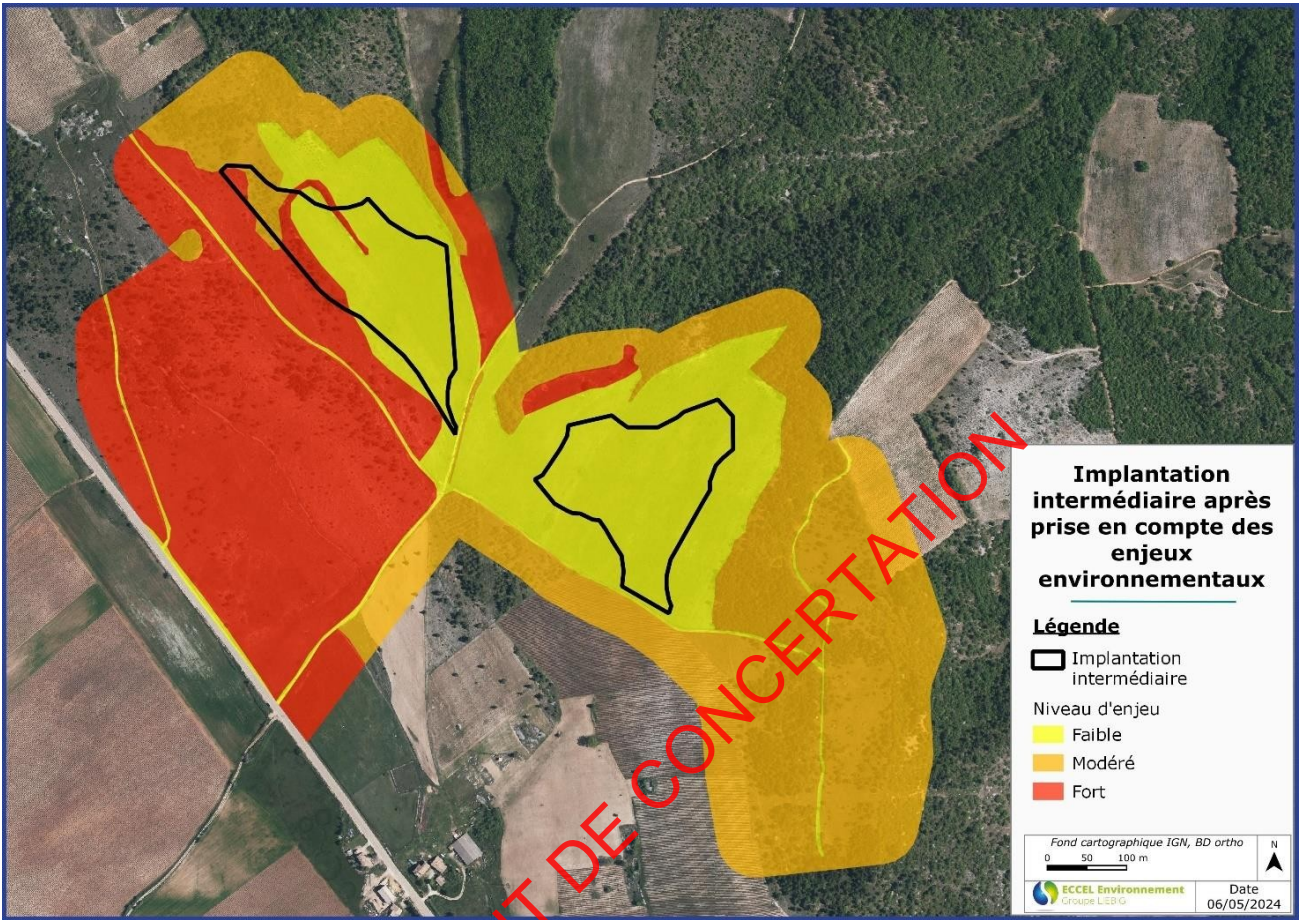 Implantation
intermédiaire après
prise en compte des
enjeux
environnementaux
Légende
Implantation
intermédiaire
Niveau d'enjeu
Faible
Modéré
Fort
Fond cartographique IGN, BD ortho
0 50 100 m
N
ECCEL Environnement
Groupe LIEBIG
Date
06/05/2024
DE CONCERTATION